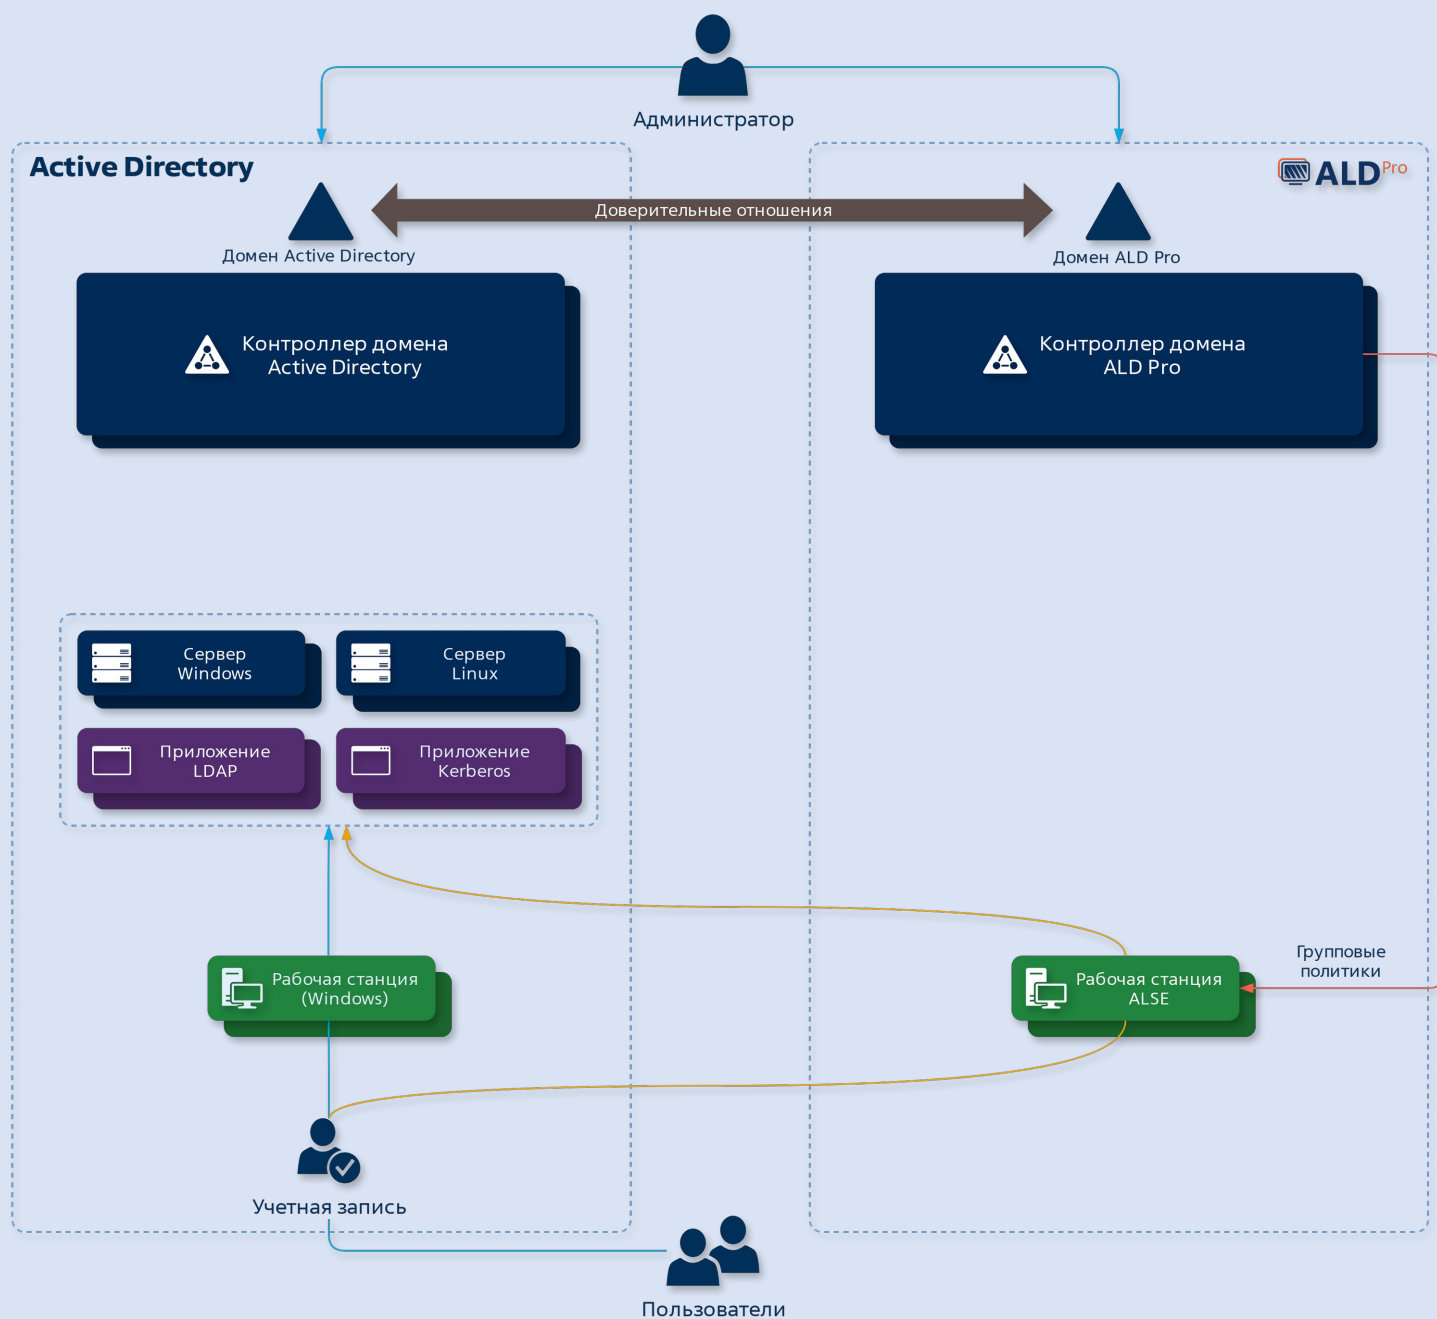 Администратор
Active Directory
ALD Pro
Доверительные отношения
Домен Active Directory
Домен ALD Pro
Контроллер домена
Active Directory
Контроллер домена
ALD Pro
Сервер
Windows
Сервер
Linux
Приложение
LDAP
Приложение
Kerberos
Рабочая станция
(Windows)
Рабочая станция
ALSE
Групповые
политики
Учетная запись
Пользователи